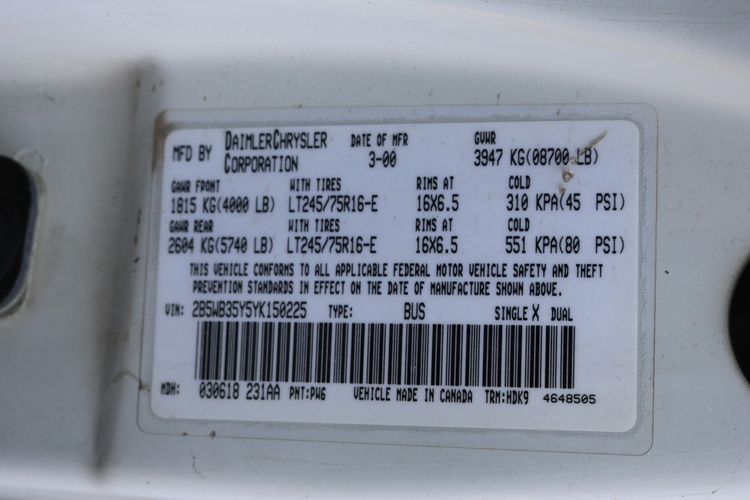 MFD BY DAIMLERCHRYSLER CORPORATION DATE OF MFR 3-00 GVWR 3947 KG(08700 LB)
GAWR FRONT WITH TIRES RIMS AT COLD
1815 KG(4000 LB) LT245/75R16-E 16X6.5 310 KPA(45 PSI)
GAWR REAR WITH TIRES RIMS AT COLD
2604 KG(5740 LB) LT245/75R16-E 16X6.5 551 KPA(80 PSI)
THIS VEHICLE CONFORMS TO ALL APPLICABLE FEDERAL MOTOR VEHICLE SAFETY AND THEFT
PREVENTION STANDARDS IN EFFECT ON THE DATE OF MANUFACTURE SHOWN ABOVE.
VIN: 2B5WB35Y5YK150225 TYPE: BUS SINGLE X DUAL
MDH: 030618 231AA PNT:PW6 VEHICLE MADE IN CANADA TRM:HDK9 4648505